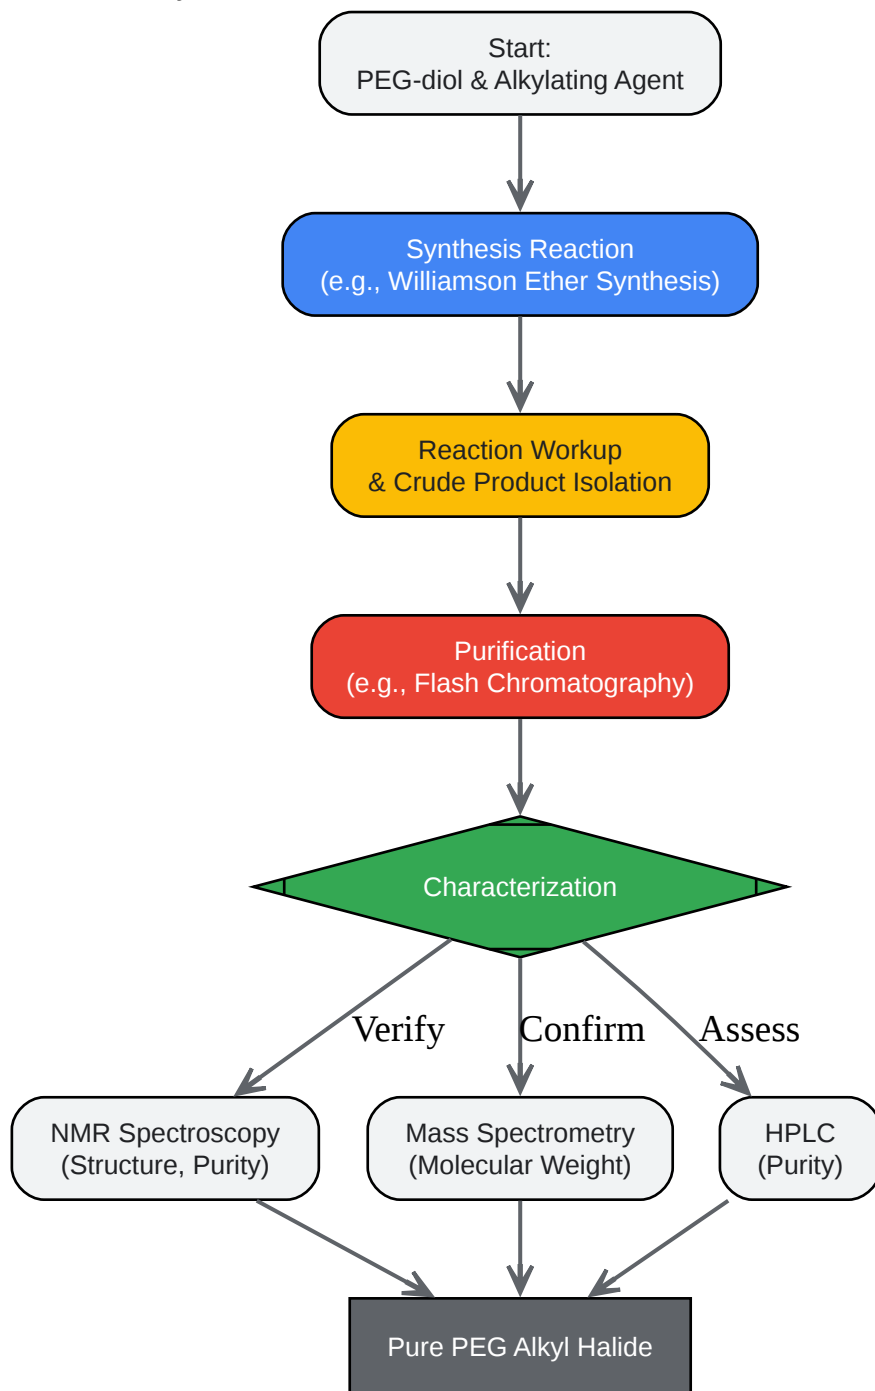 Start:
PEG-diol & Alkylating Agent
Synthesis Reaction
(e.g., Williamson Ether Synthesis)
Reaction Workup
& Crude Product Isolation
Purification
(e.g., Flash Chromatography)
Characterization
Verify
Confirm
Assess
NMR Spectroscopy
(Structure, Purity)
Mass Spectrometry
(Molecular Weight)
HPLC
(Purity)
Pure PEG Alkyl Halide